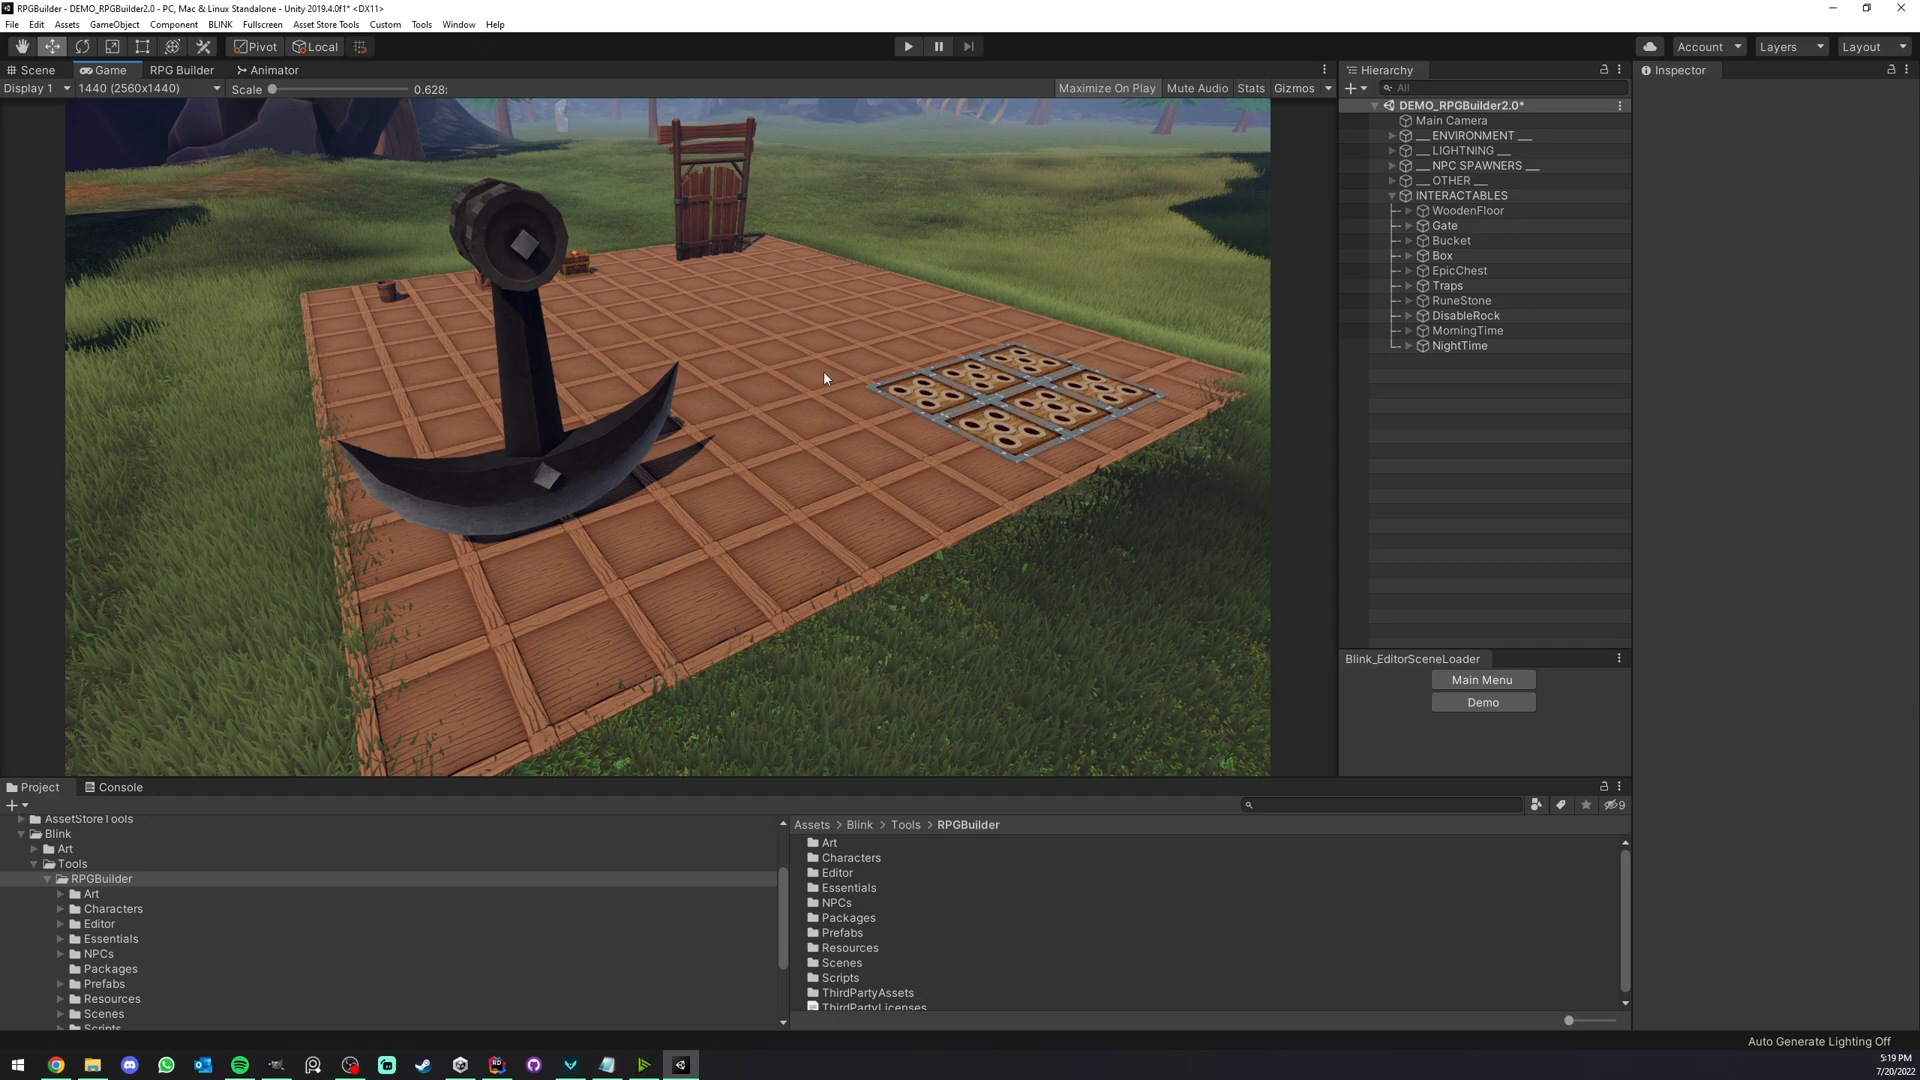 RPGBuilder - DEMO_RPGBuilder2.0 - PC, Mac & Linux Standalone - Unity 2019.4.0f1* <DX11>
File Edit Assets GameObject Component BLINK Fullscreen Asset Store Tools Custom Tools Window Help
Pivot Local Account Layers Layout
Scene Game RPG Builder Animator Hierarchy Inspector
Display 1 1440 (2560x1440) Scale 0.628: Maximize On Play Mute Audio Stats Gizmos All
DEMO_RPGBuilder2.0*
Main Camera
__ ENVIRONMENT __
__ LIGHTNING __
__ NPC SPAWNERS __
__ OTHER __
INTERACTABLES
WoodenFloor
Gate
Bucket
Box
EpicChest
Traps
RuneStone
DisableRock
MorningTime
NightTime
Blink_EditorSceneLoader
Main Menu
Demo
Project Console
9
AssetStoreTools
Blink
Art
Tools
RPGBuilder
Art
Characters
Editor
Essentials
NPCs
Packages
Prefabs
Resources
Scenes
Scripts
Assets > Blink > Tools > RPGBuilder
Art
Characters
Editor
Essentials
NPCs
Packages
Prefabs
Resources
Scenes
Scripts
ThirdPartyAssets
ThirdPartyLicenses
Auto Generate Lighting Off
5:19 PM
7/20/2022